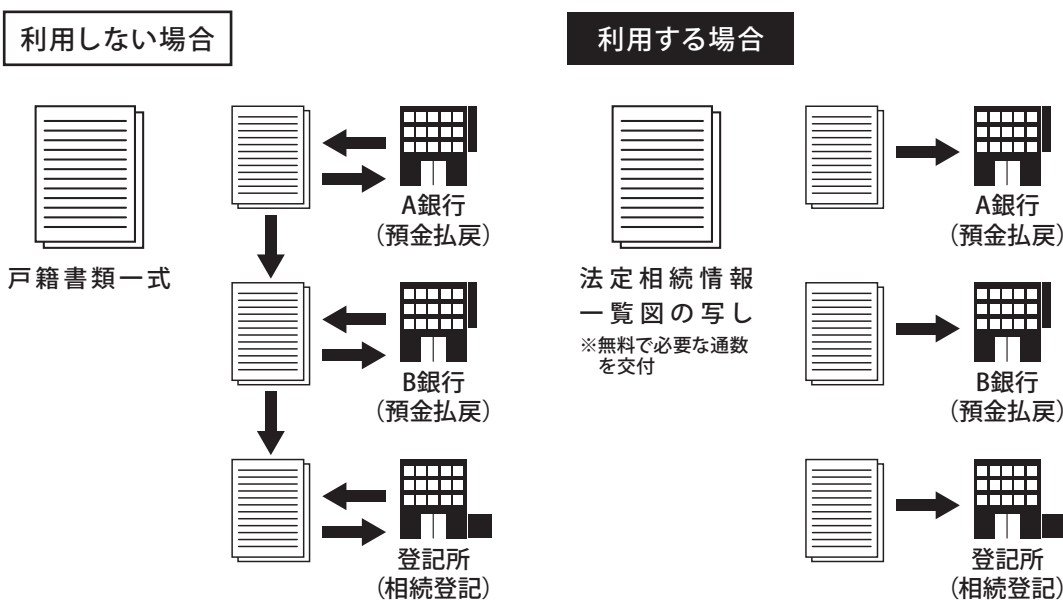 利用しない場合
戸籍書類一式
A銀行
(預金払戻)
B銀行
(預金払戻)
登記所
(相続登記)
利用する場合
法定相続情報
一覧図の写し
※無料で必要な通数
を交付
A銀行
(預金払戻)
B銀行
(預金払戻)
登記所
(相続登記)